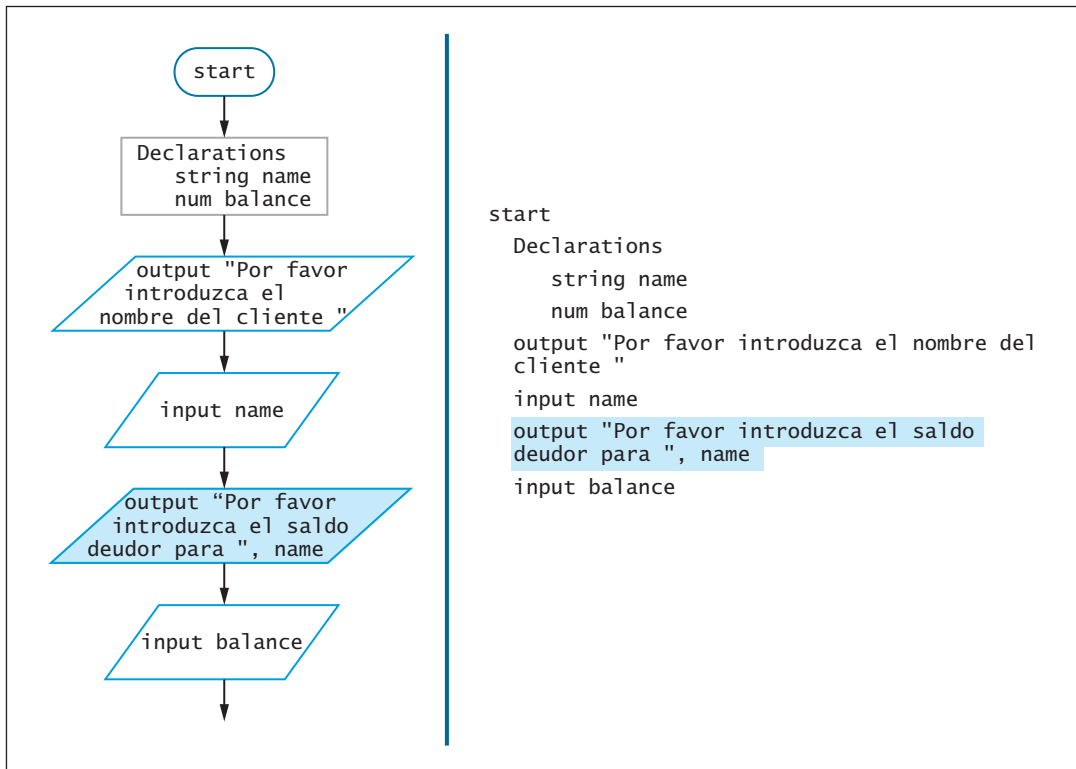 start
Declarations
string name
num balance
output "Por favor
introduzca el
nombre del cliente "
input name
output “Por favor
introduzca el saldo
deudor para ", name
input balance
start
Declarations
string name
num balance
output "Por favor introduzca el nombre del
cliente "
input name
output "Por favor introduzca el saldo
deudor para ", name
input balance